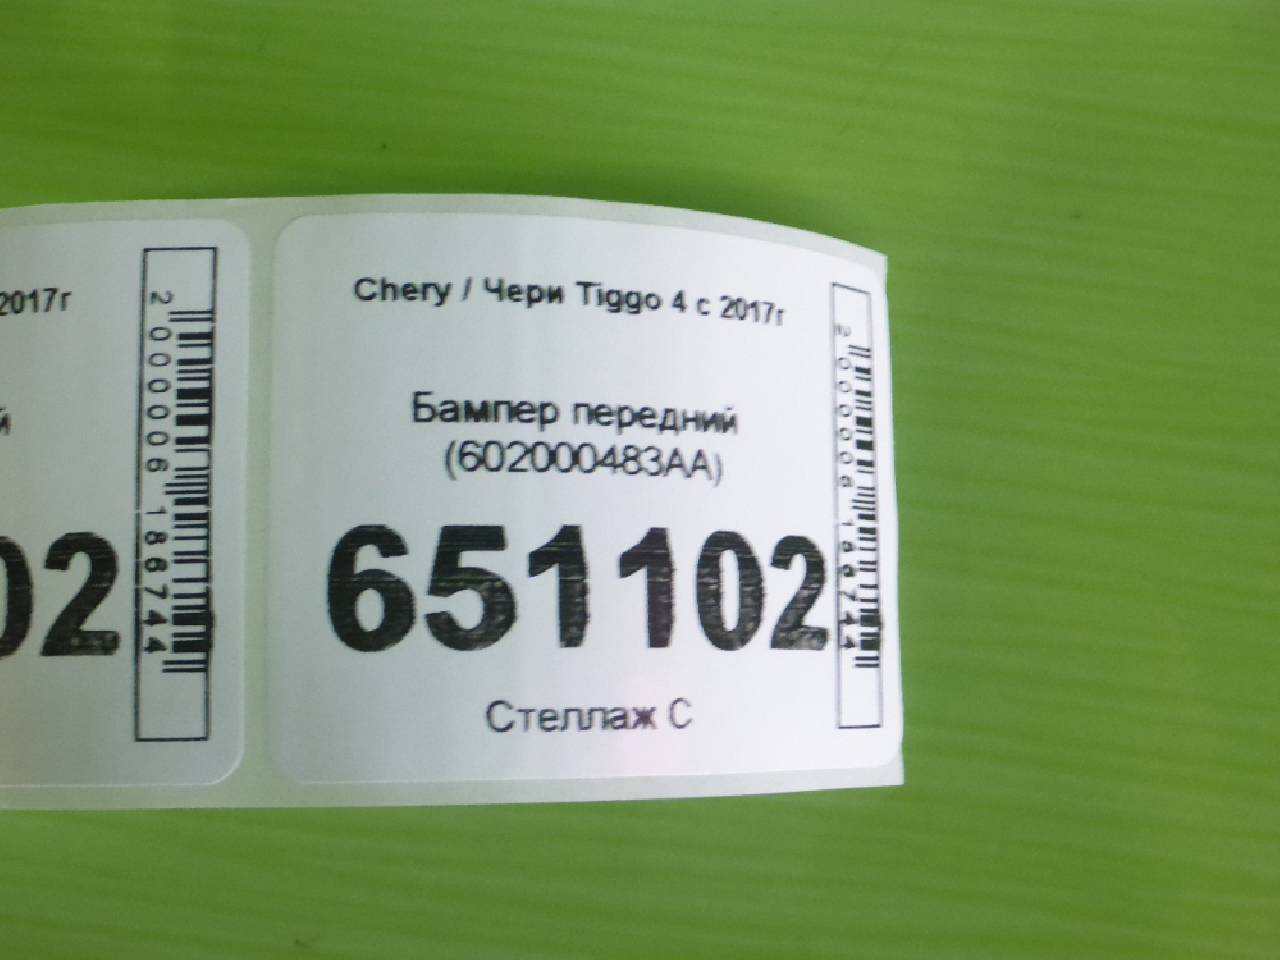 2017г
й
02
2000006186744
Chery / Чери Tiggo 4 с 2017г
Бампер передний
(602000483AA)
651102
Стеллаж С
2000006186744